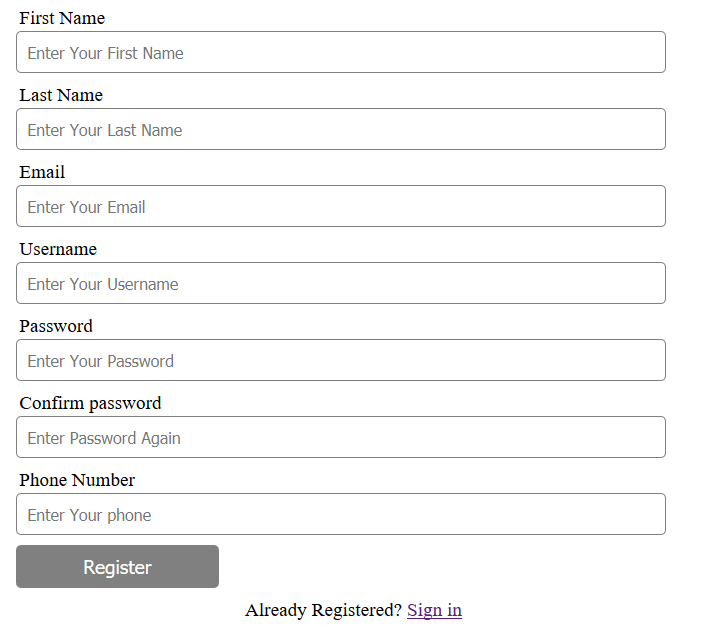 First Name
Enter Your First Name
Last Name
Enter Your Last Name
Email
Enter Your Email
Username
Enter Your Username
Password
Enter Your Password
Confirm password
Enter Password Again
Phone Number
Enter Your phone
Register
Already Registered? Sign in